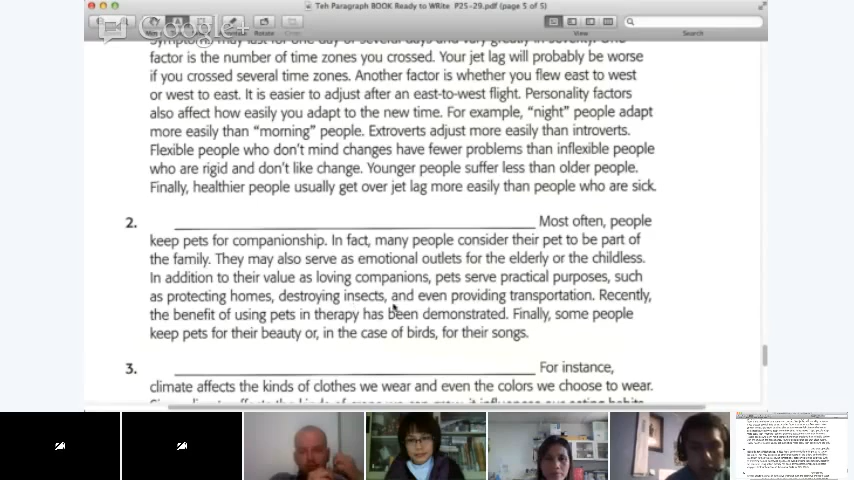 Teh Paragraph BOOK Ready to WRite P25-29.pdf (page 5 of 5)
Google+
Rotate
View
Search
factor is the number of time zones you crossed. Your jet lag will probably be worse
if you crossed several time zones. Another factor is whether you flew east to west
or west to east. It is easier to adjust after an east-to-west flight. Personality factors
also affect how easily you adapt to the new time. For example, “night” people adapt
more easily than “morning” people. Extroverts adjust more easily than introverts.
Flexible people who don’t mind changes have fewer problems than inflexible people
who are rigid and don’t like change. Younger people suffer less than older people.
Finally, healthier people usually get over jet lag more easily than people who are sick.
2. Most often, people
keep pets for companionship. In fact, many people consider their pet to be part of
the family. They may also serve as emotional outlets for the elderly or the childless.
In addition to their value as loving companions, pets serve practical purposes, such
as protecting homes, destroying insects, and even providing transportation. Recently,
the benefit of using pets in therapy has been demonstrated. Finally, some people
keep pets for their beauty or, in the case of birds, for their songs.
3. For instance,
climate affects the kinds of clothes we wear and even the colors we choose to wear.